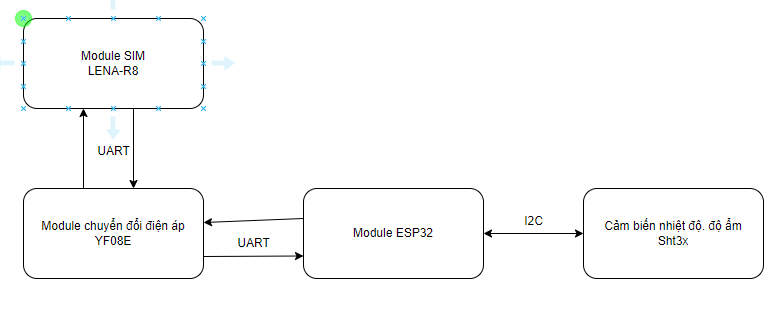 Module SIM
LENA-R8
UART
Module chuyển đổi điện áp
YF08E
UART
Module ESP32
I2C
Cảm biến nhiệt độ. độ ẩm
Sht3x